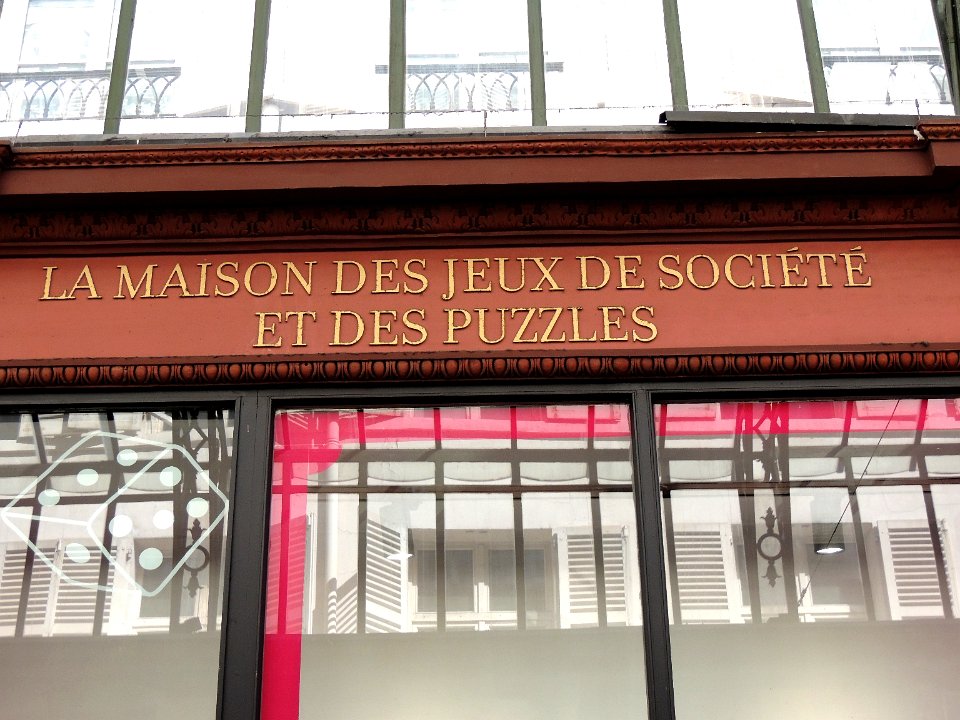 LA MAISON DES JEUX DE SOCIÉTÉ
ET DES PUZZLES